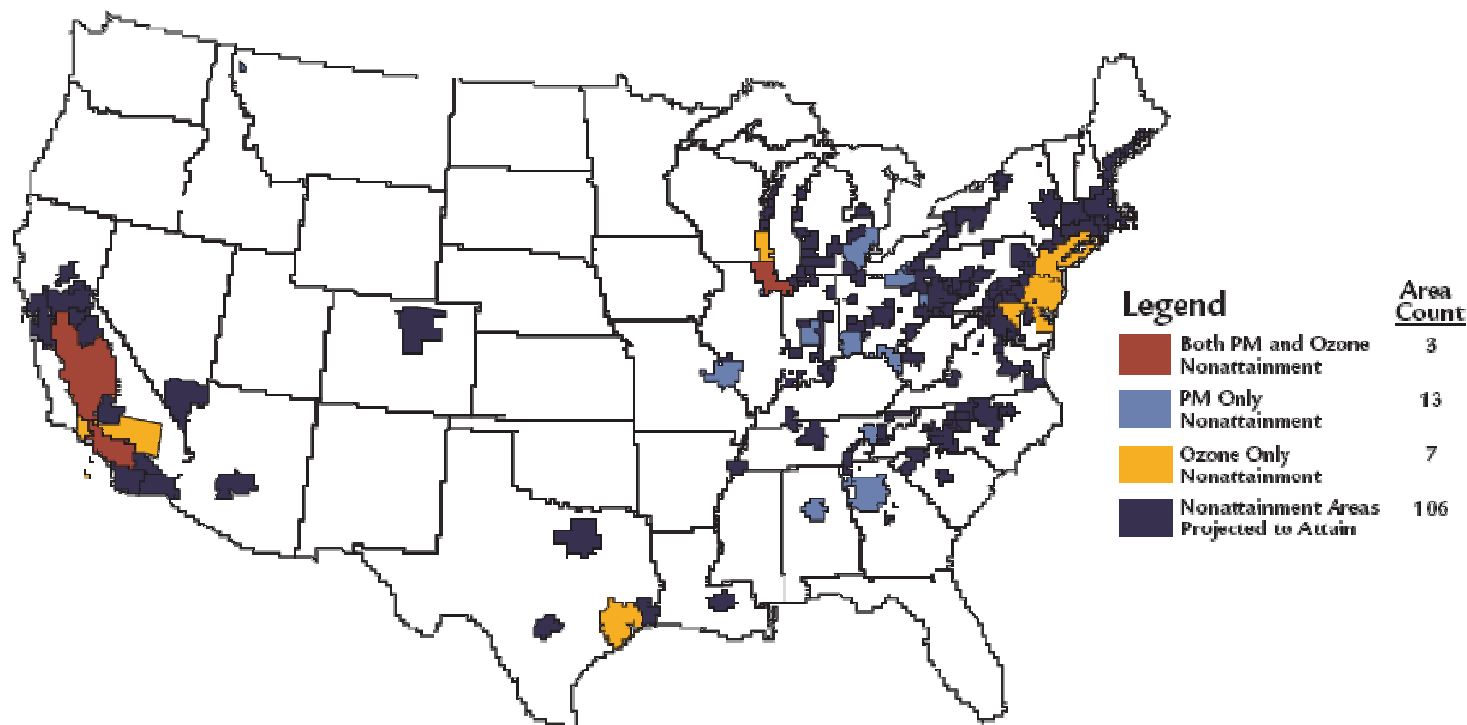 Legend
Area
Count
Both PM and Ozone
Nonattainment
3
PM Only
Nonattainment
13
Ozone Only
Nonattainment
7
Nonattainment Areas
Projected to Attain
106